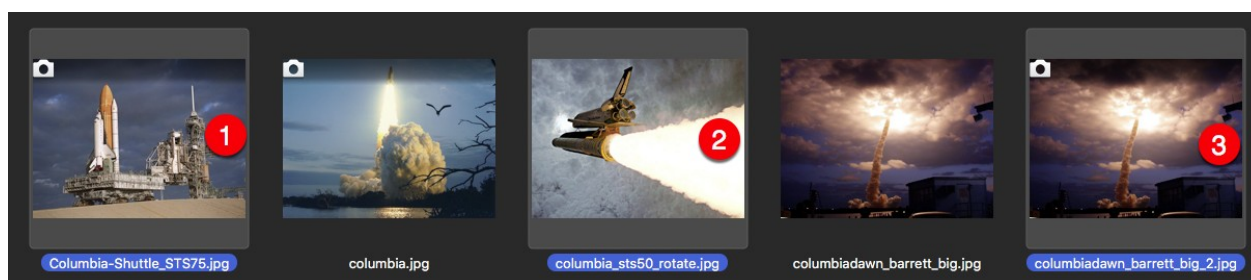 1
2
3
Columbia-Shuttle_STS75.jpg
columbia.jpg
columbia_sts50_rotate.jpg
columbiadawn_barrett_big.jpg
columbiadawn_barrett_big_2.jpg